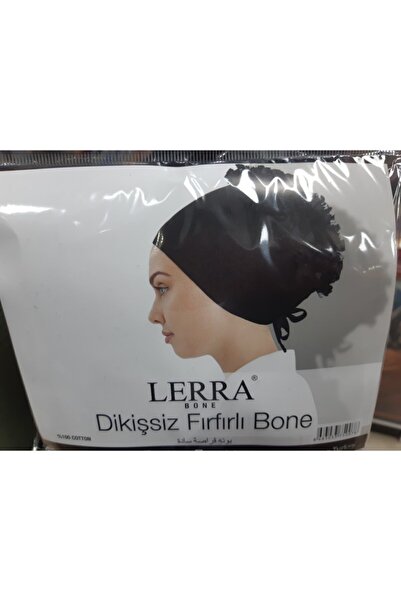 LERRA®
BONE
Dikişsiz Fırfırlı Bone
%100 COTTON